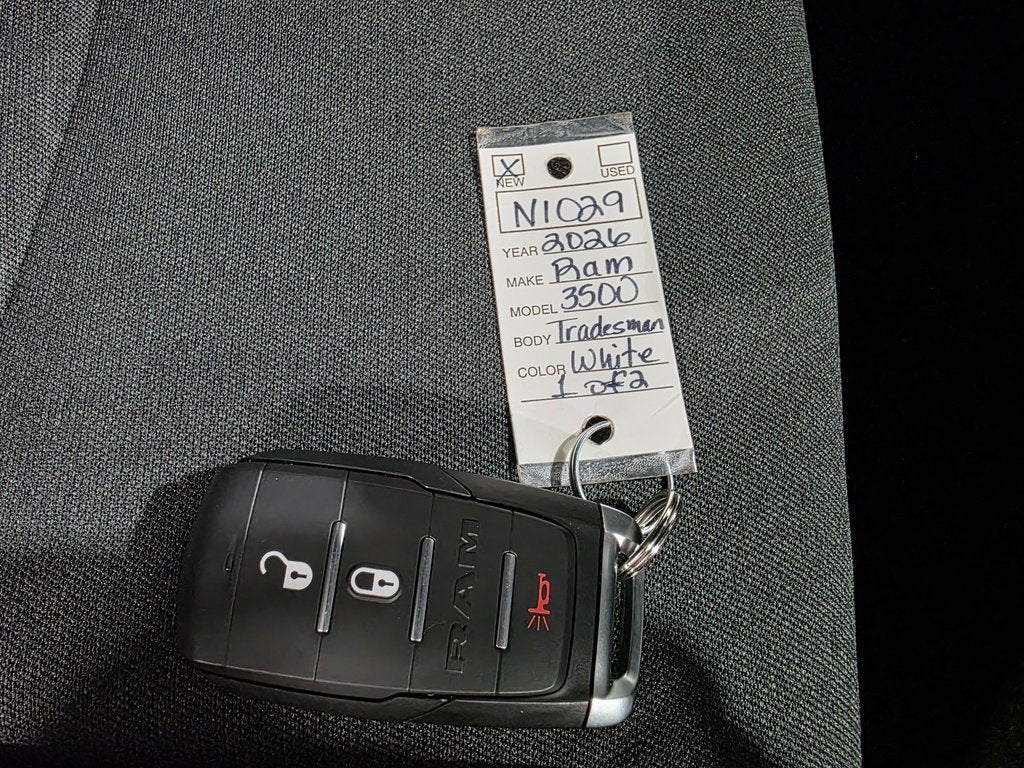 X
NEW
USED
N1029
YEAR 2026
MAKE Ram
MODEL 3500
BODY Tradesman
COLOR White
1 of 2
RAM